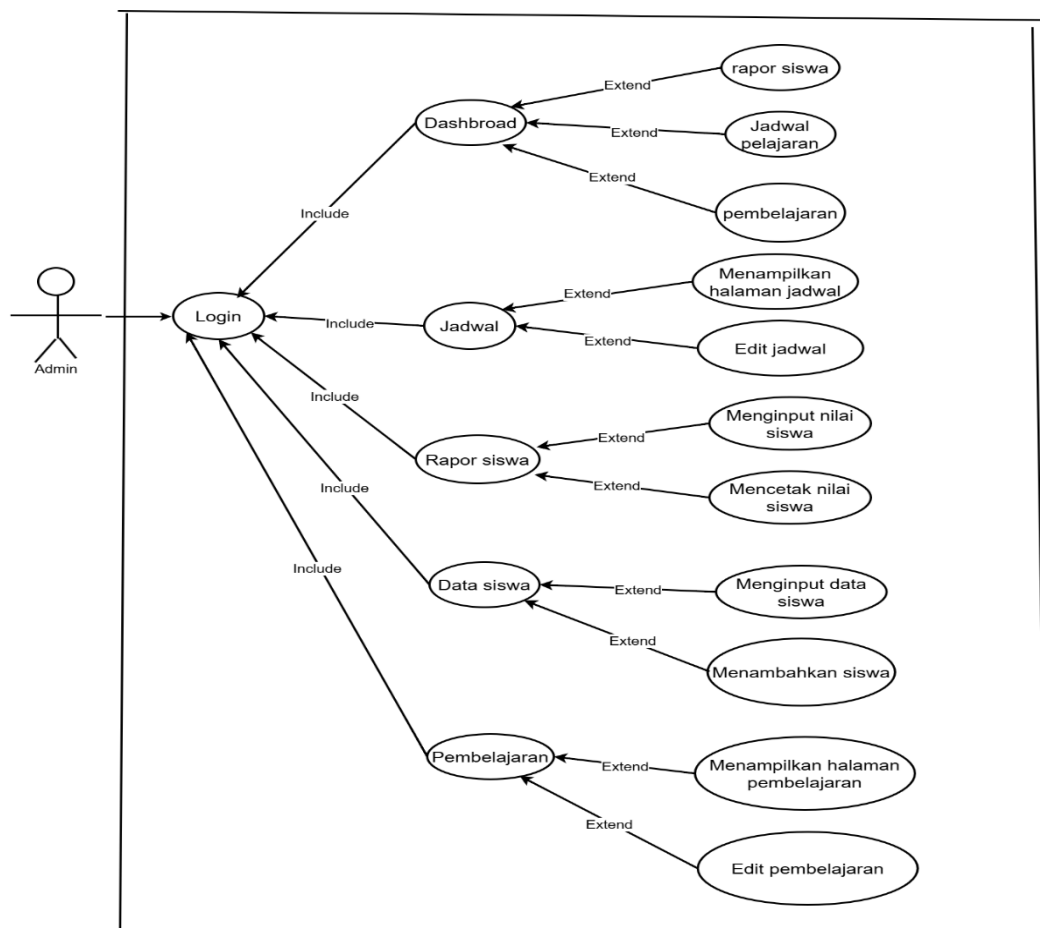 rapor siswa
Extend
Dashbroad
Extend
Jadwal
pelajaran
Extend
pembelajaran
Include
Menampilkan
halaman jadwal
Extend
Login
Include
Jadwal
Extend
Edit jadwal
Admin
Include
Menginput nilai
siswa
Extend
Rapor siswa
Extend
Mencetak nilai
siswa
Include
Include
Data siswa
Extend
Menginput data
siswa
Extend
Menambahkan siswa
Pembelajaran
Extend
Menampilkan halaman
pembelajaran
Extend
Edit pembelajaran